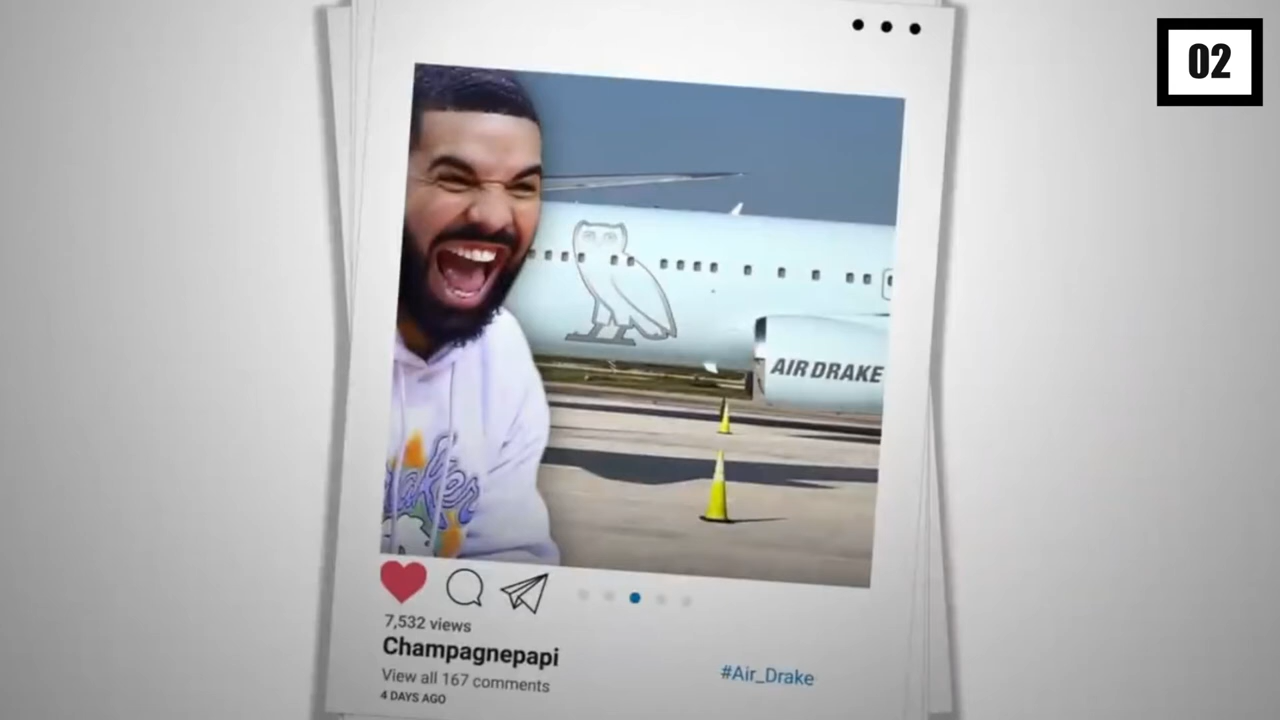 02
AIR DRAKE
7,532 views
Champagnepapi
View all 167 comments
#Air_Drake
4 DAYS AGO